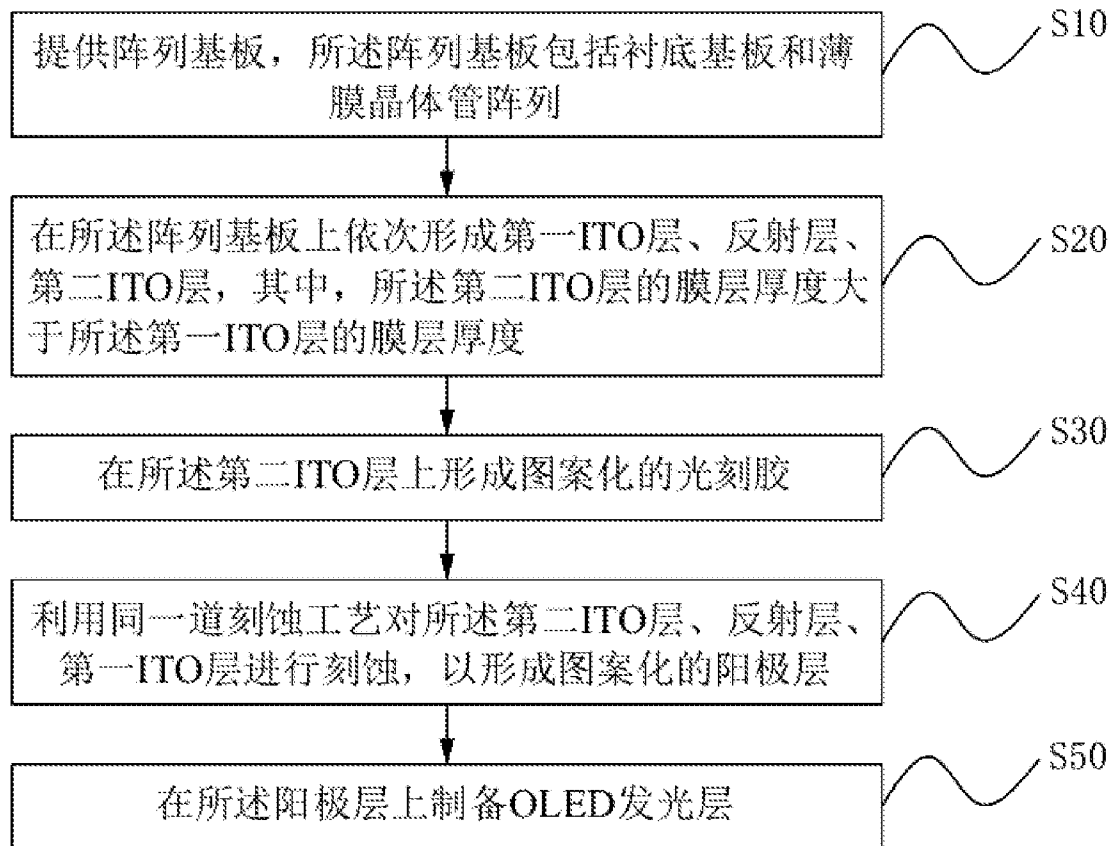 提供阵列基板，所述阵列基板包括衬底基板和薄
膜晶体管阵列
S10
在所述阵列基板上依次形成第一ITO层、反射层、
第二ITO层，其中，所述第二ITO层的膜层厚度大
于所述第一ITO层的膜层厚度
S20
在所述第二ITO层上形成图案化的光刻胶
S30
利用同一道刻蚀工艺对所述第二ITO层、反射层、
第一ITO层进行刻蚀，以形成图案化的阳极层
S40
在所述阳极层上制备OLED发光层
S50